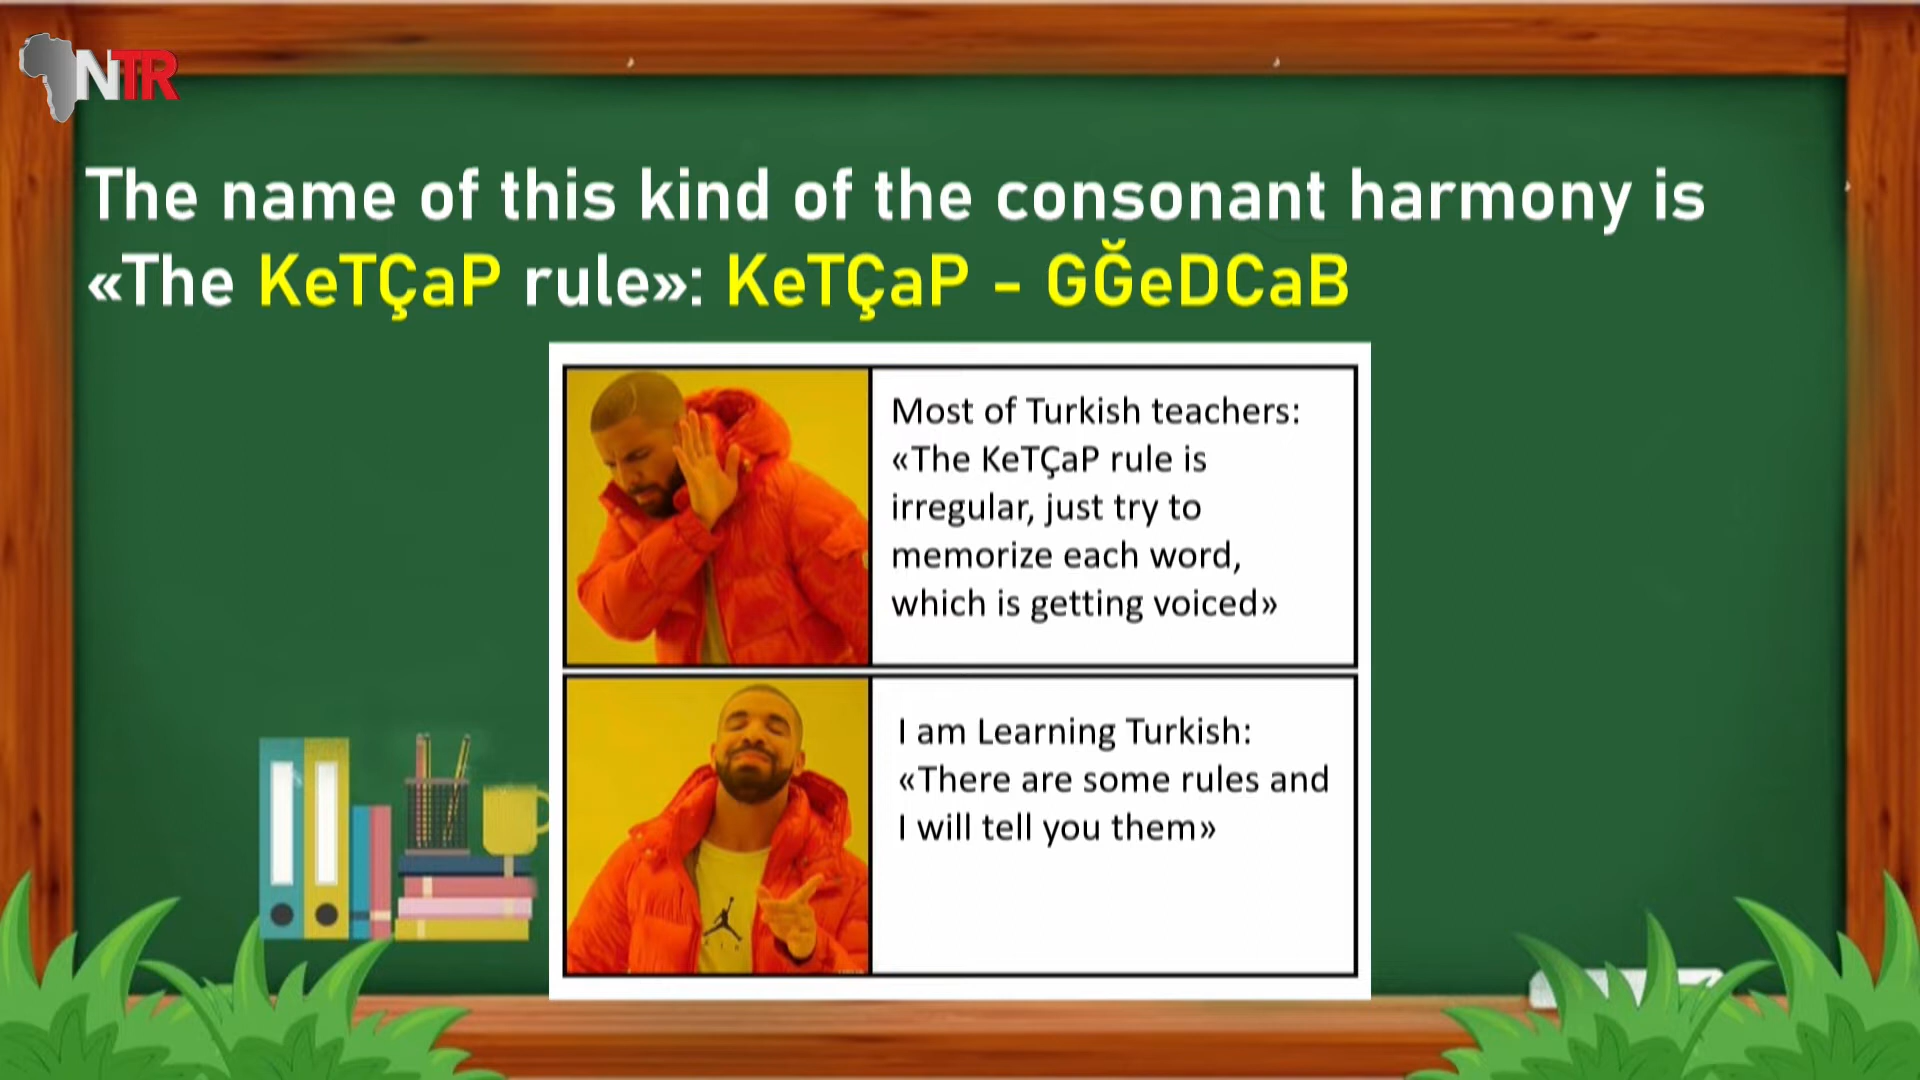 NTR
The name of this kind of the consonant harmony is
«The KeTÇaP rule»: KeTÇaP - GĞeDCaB
Most of Turkish teachers:
«The KeTÇaP rule is
irregular, just try to
memorize each word,
which is getting voiced»
I am Learning Turkish:
«There are some rules and
I will tell you them»